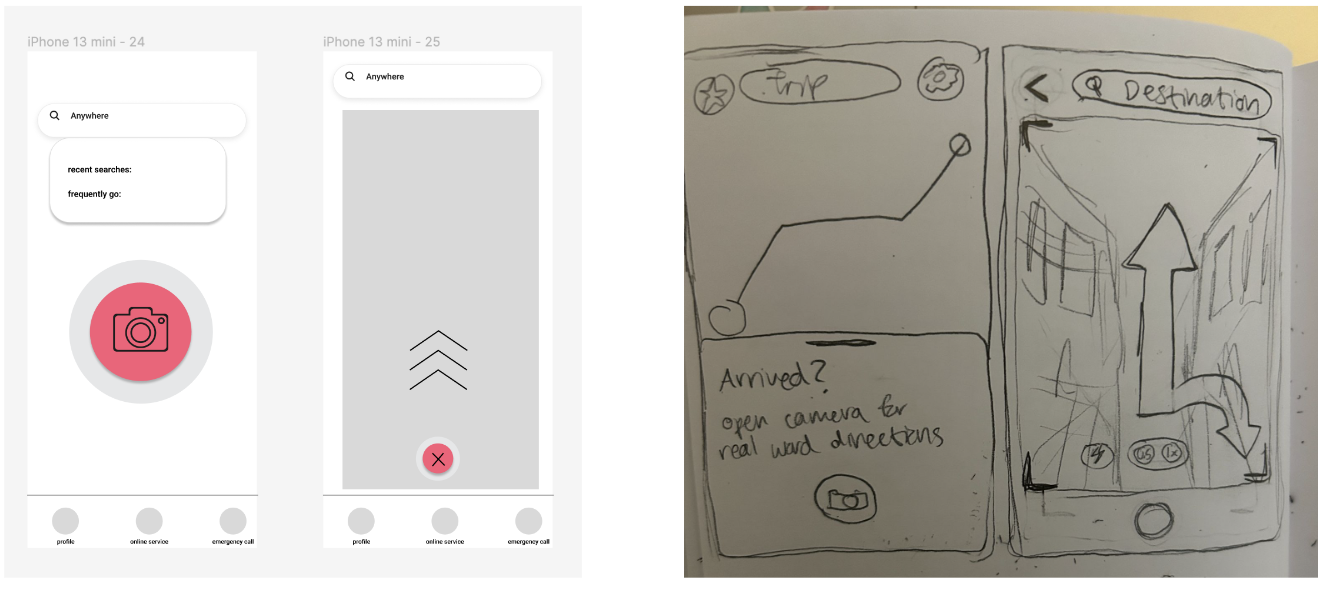 iPhone 13 mini - 24
Anywhere
recent searches:
frequently go:
profile
online service
emergency call
iPhone 13 mini - 25
Anywhere
profile
online service
emergency call
Trip
Arrived?
open camera for
real word directions
Destination
1x